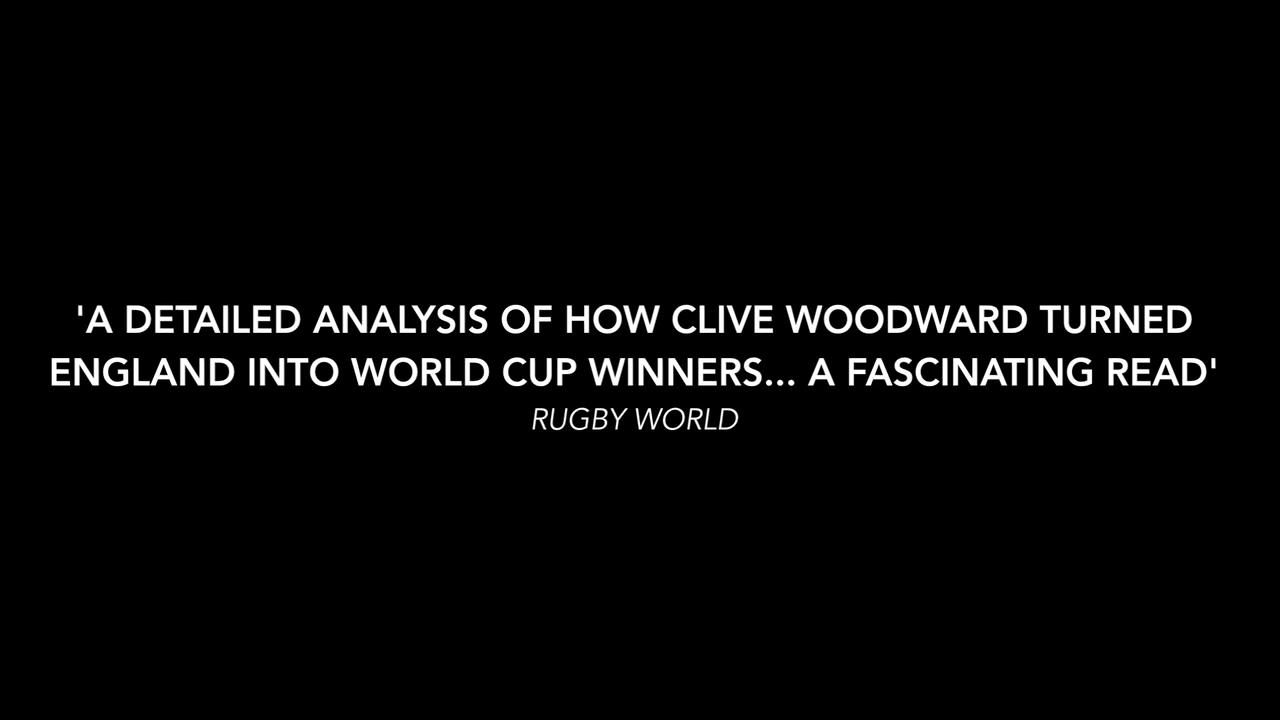 'A DETAILED ANALYSIS OF HOW CLIVE WOODWARD TURNED
ENGLAND INTO WORLD CUP WINNERS... A FASCINATING READ'
RUGBY WORLD